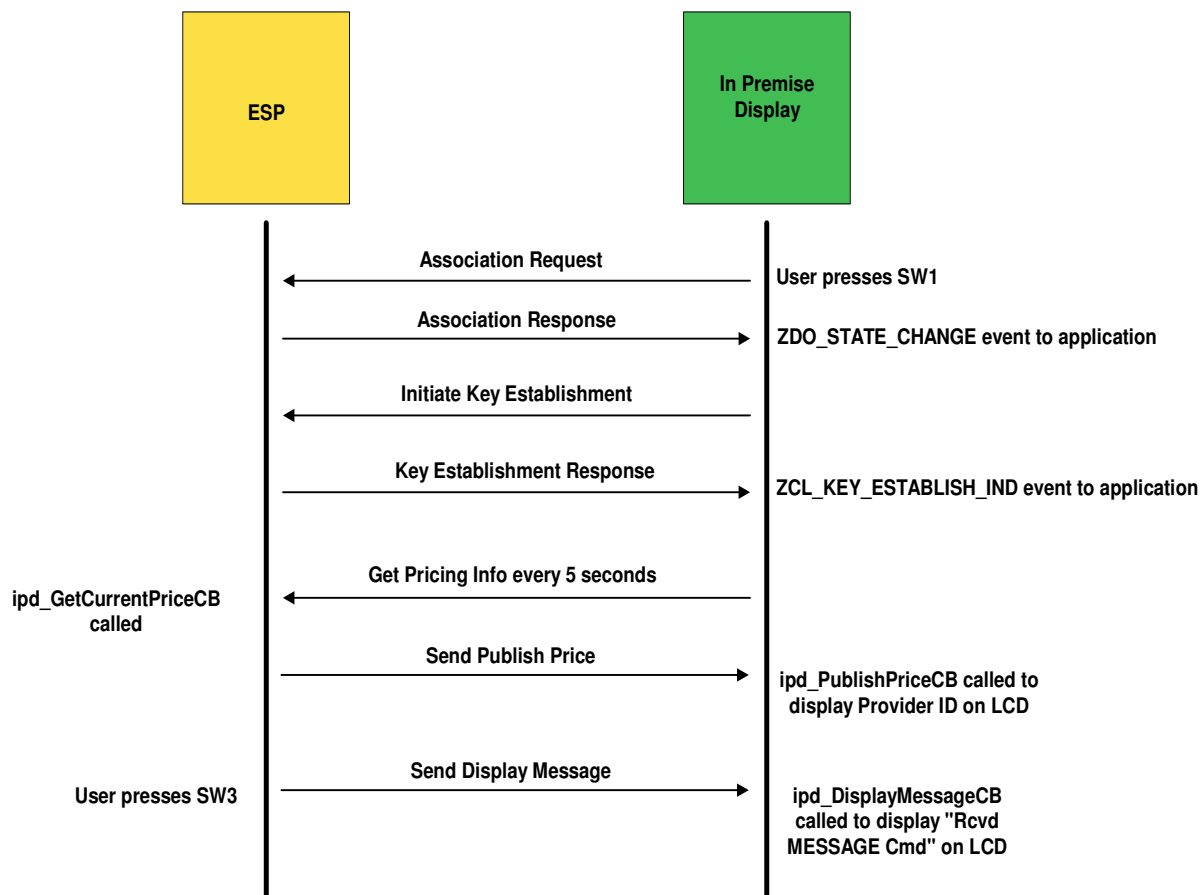 ESP
In Premise
Display
Association Request
User presses SW1
Association Response
ZDO_STATE_CHANGE event to application
Initiate Key Establishment
Key Establishment Response
ZCL_KEY_ESTABLISH_IND event to application
Get Pricing Info every 5 seconds
ipd_GetCurrentPriceCB
called
Send Publish Price
ipd_PublishPriceCB called to
display Provider ID on LCD
Send Display Message
User presses SW3
ipd_DisplayMessageCB
called to display "Rcvd
MESSAGE Cmd" on LCD